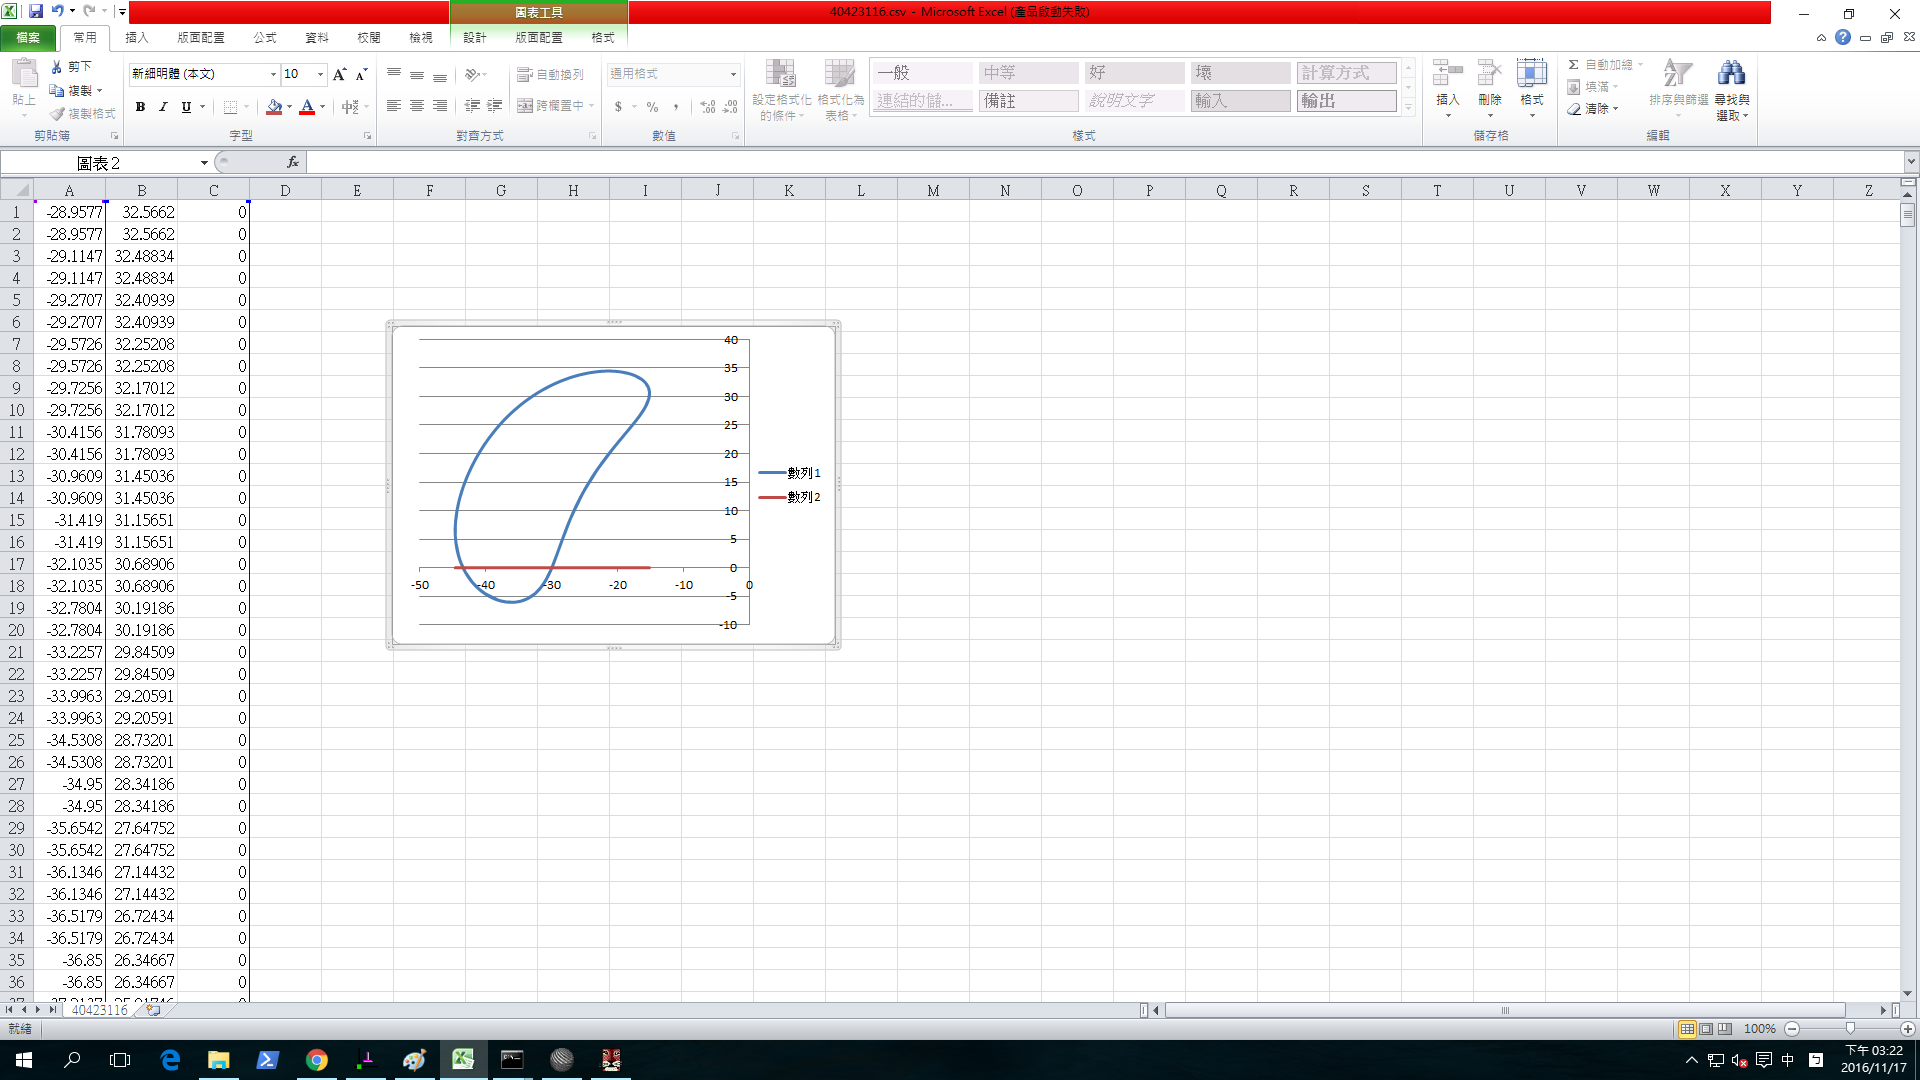 圖表工具
40423116.csv - Microsoft Excel (產品啟動失敗)
檔案 常用 插入 版面配置 公式 資料 校閱 檢視 設計 版面配置 格式
貼上 剪下 複製 複製格式 剪貼簿
新細明體 (本文) 10 A A
B I U A 中 字型
自動換列 跨欄置中 對齊方式
通用格式 $ % , .00 .0 數值
設定格式化的條件 格式化為表格
一般 中等 好 壞 計算方式
連結的儲... 備註 說明文字 輸入 輸出
樣式
插入 刪除 格式 儲存格
Σ 自動加總 填滿 清除 排序與篩選 尋找與選取 編輯
圖表 2 fx
A B C D E F G H I J K L M N O P Q R S T U V W X Y Z
1 -28.9577 32.5662 0
2 -28.9577 32.5662 0
3 -29.1147 32.48834 0
4 -29.1147 32.48834 0
5 -29.2707 32.40939 0
6 -29.2707 32.40939 0
7 -29.5726 32.25208 0
8 -29.5726 32.25208 0
9 -29.7256 32.17012 0
10 -29.7256 32.17012 0
11 -30.4156 31.78093 0
12 -30.4156 31.78093 0
13 -30.9609 31.45036 0
14 -30.9609 31.45036 0
15 -31.419 31.15651 0
16 -31.419 31.15651 0
17 -32.1035 30.68906 0
18 -32.1035 30.68906 0
19 -32.7804 30.19186 0
20 -32.7804 30.19186 0
21 -33.2257 29.84509 0
22 -33.2257 29.84509 0
23 -33.9963 29.20591 0
24 -33.9963 29.20591 0
25 -34.5308 28.73201 0
26 -34.5308 28.73201 0
27 -34.95 28.34186 0
28 -34.95 28.34186 0
29 -35.6542 27.64752 0
30 -35.6542 27.64752 0
31 -36.1346 27.14432 0
32 -36.1346 27.14432 0
33 -36.5179 26.72434 0
34 -36.5179 26.72434 0
35 -36.85 26.34667 0
36 -36.85 26.34667 0
40
35
30
25
20
15
10
5
0
-5
-10
-50 -40 -30 -20 -10 0
數列1
數列2
40423116
就緒 100%
中
下午 03:22
2016/11/17